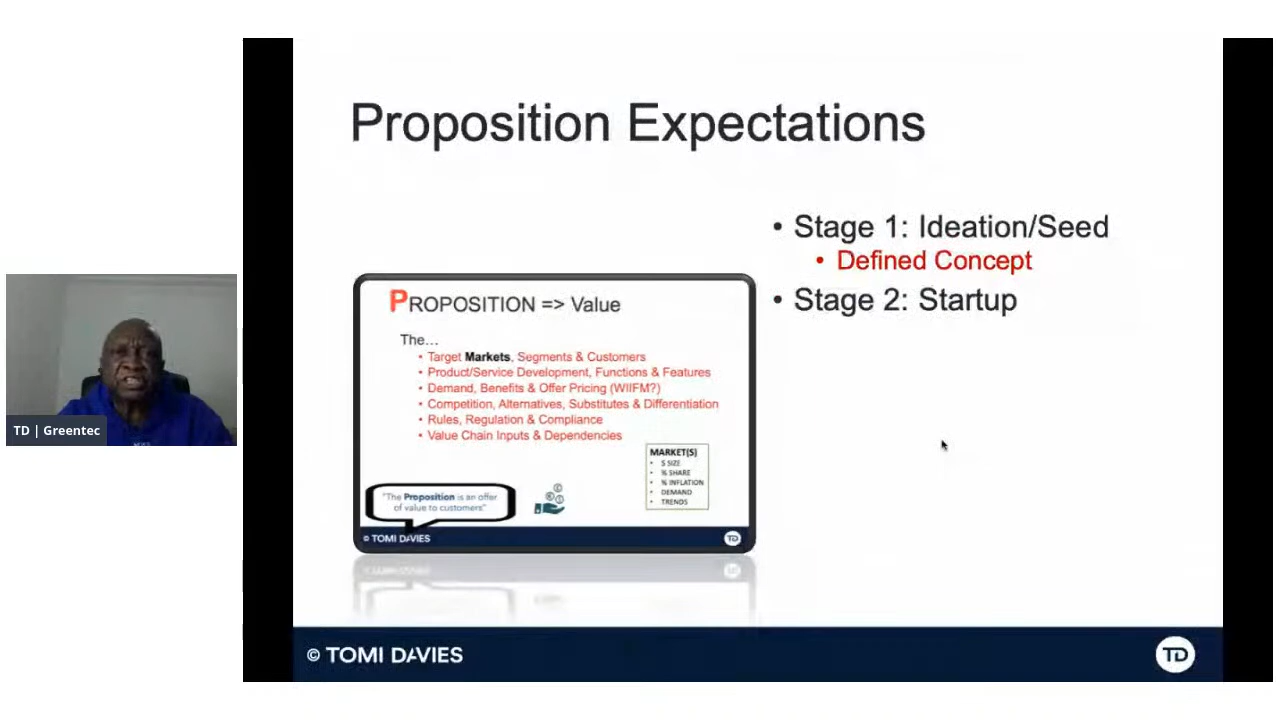 Proposition Expectations
• Stage 1: Ideation/Seed
• Defined Concept
• Stage 2: Startup
PROPOSITION => Value
The...
• Target Markets, Segments & Customers
• Product/Service Development, Functions & Features
• Demand, Benefits & Offer Pricing (WIIFM?)
• Competition, Alternatives, Substitutes & Differentiation
• Rules, Regulation & Compliance
• Value Chain Inputs & Dependencies
MARKET(S)
• $ SIZE
• % SHARE
• % INFLATION
• DEMAND
• TRENDS
"The Proposition is an offer
of value to customers"
© TOMI DAVIES
TD
TD | Greentec
© TOMI DAVIES
TD